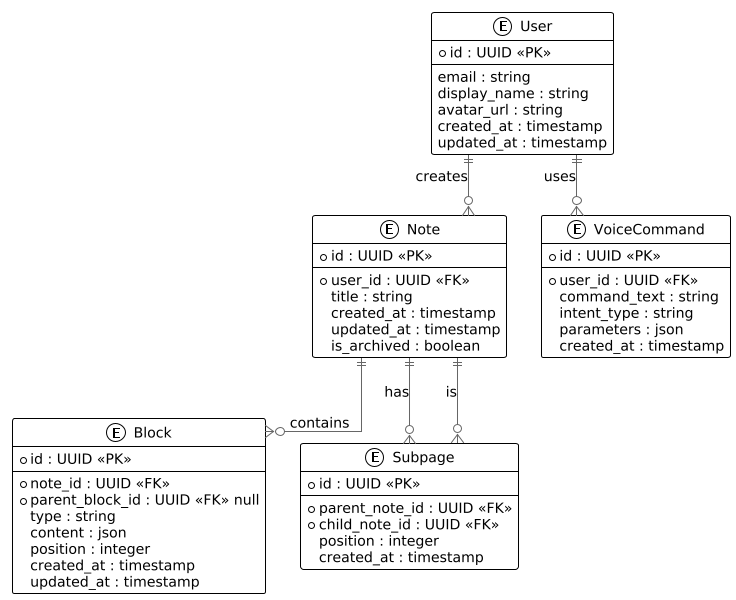 E User
id : UUID «PK»
email : string
display_name : string
avatar_url : string
created_at : timestamp
updated_at : timestamp
creates
uses
E Note
id : UUID «PK»
user_id : UUID «FK»
title : string
created_at : timestamp
updated_at : timestamp
is_archived : boolean
E VoiceCommand
id : UUID «PK»
user_id : UUID «FK»
command_text : string
intent_type : string
parameters : json
created_at : timestamp
contains
has
is
E Block
id : UUID «PK»
note_id : UUID «FK»
parent_block_id : UUID «FK» null
type : string
content : json
position : integer
created_at : timestamp
updated_at : timestamp
E Subpage
id : UUID «PK»
parent_note_id : UUID «FK»
child_note_id : UUID «FK»
position : integer
created_at : timestamp